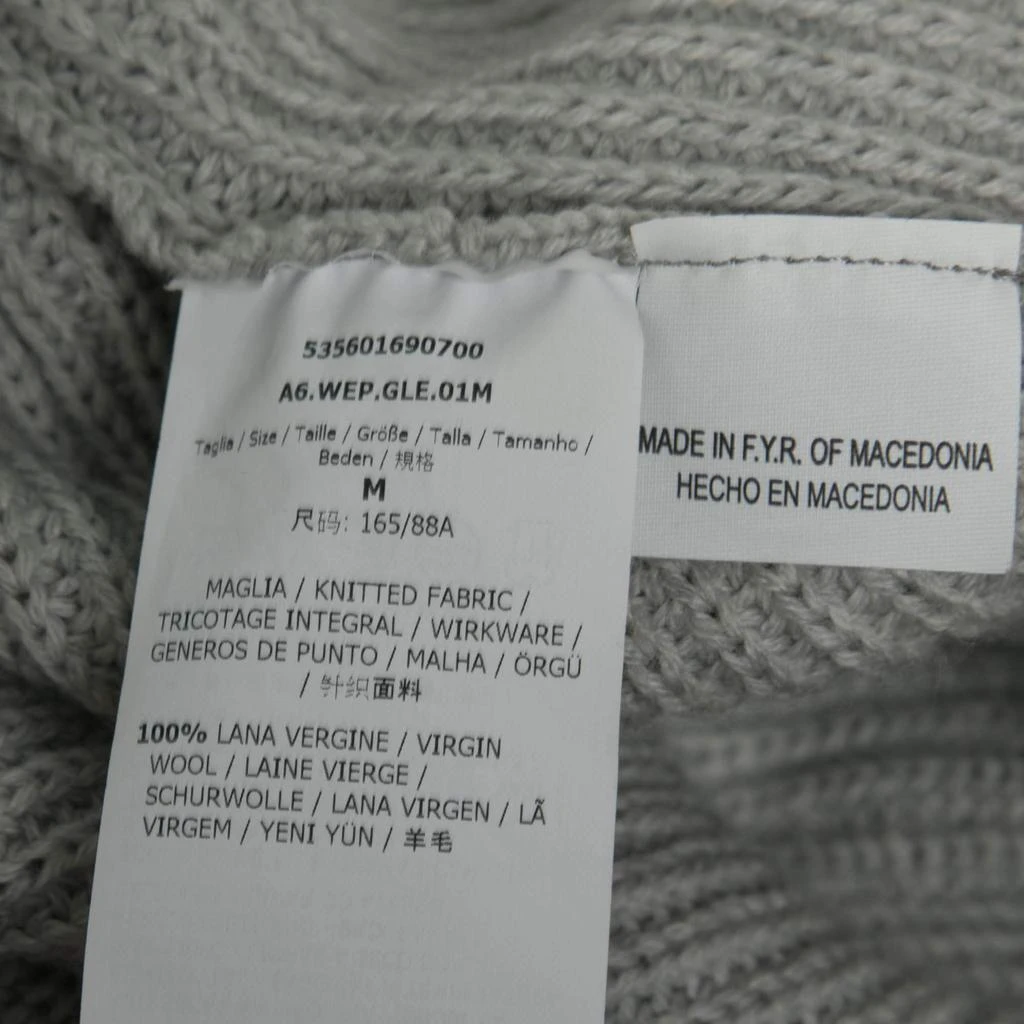 535601690700
A6.WEP.GLE.01M
Taglia / Size / Taille / Größe / Talla / Tamanho /
Beden / 規格
M
尺码: 165/88A
MAGLIA / KNITTED FABRIC /
TRICOTAGE INTEGRAL / WIRKWARE /
GENEROS DE PUNTO / MALHA / ÖRGÜ
/ 针织面料
100% LANA VERGINE / VIRGIN
WOOL / LAINE VIERGE /
SCHURWOLLE / LANA VIRGEN / LÃ
VIRGEM / YENI YÜN / 羊毛
MADE IN F.Y.R. OF MACEDONIA
HECHO EN MACEDONIA